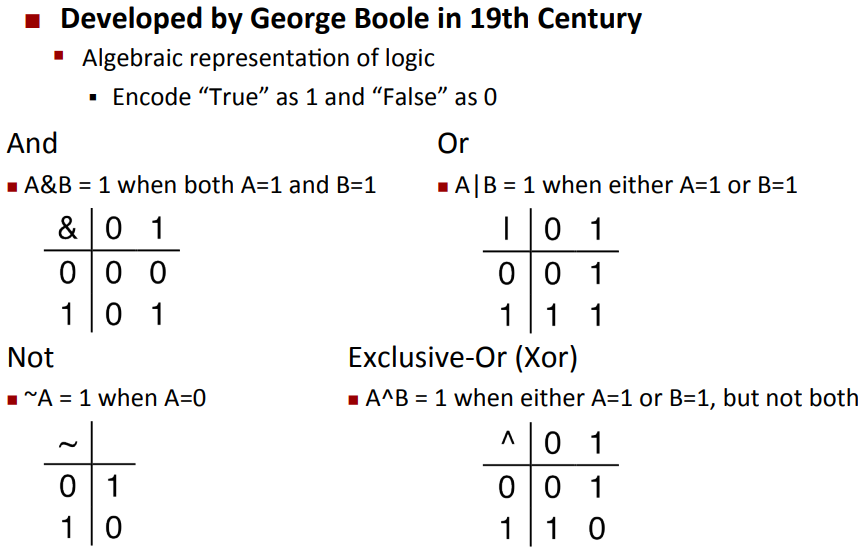 Developed by George Boole in 19th Century
Algebraic representation of logic
Encode “True” as 1 and “False” as 0
And
A&B = 1 when both A=1 and B=1
& 0 1
0 0 0
1 0 1
Or
A|B = 1 when either A=1 or B=1
| 0 1
0 0 1
1 1 1
Not
~A = 1 when A=0
~
0 1
1 0
Exclusive-Or (Xor)
A^B = 1 when either A=1 or B=1, but not both
^ 0 1
0 0 1
1 1 0